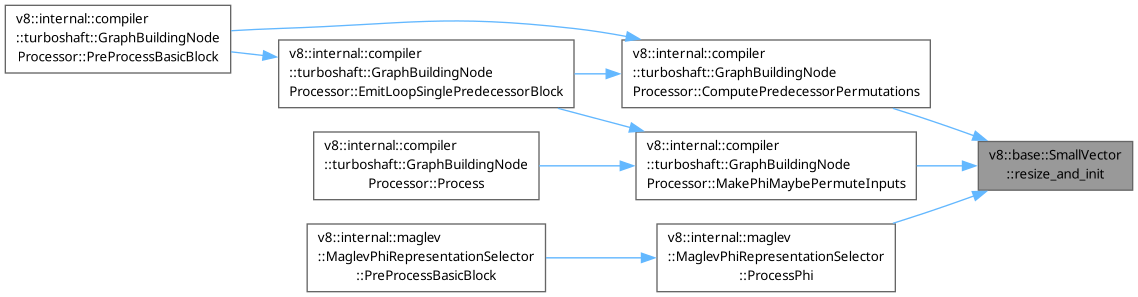 v8::internal::compiler
::turboshaft::GraphBuildingNode
Processor::PreProcessBasicBlock
v8::internal::compiler
::turboshaft::GraphBuildingNode
Processor::EmitLoopSinglePredecessorBlock
v8::internal::compiler
::turboshaft::GraphBuildingNode
Processor::ComputePredecessorPermutations
v8::internal::compiler
::turboshaft::GraphBuildingNode
Processor::Process
v8::internal::compiler
::turboshaft::GraphBuildingNode
Processor::MakePhiMaybePermuteInputs
v8::base::SmallVector
::resize_and_init
v8::internal::maglev
::MaglevPhiRepresentationSelector
::PreProcessBasicBlock
v8::internal::maglev
::MaglevPhiRepresentationSelector
::ProcessPhi